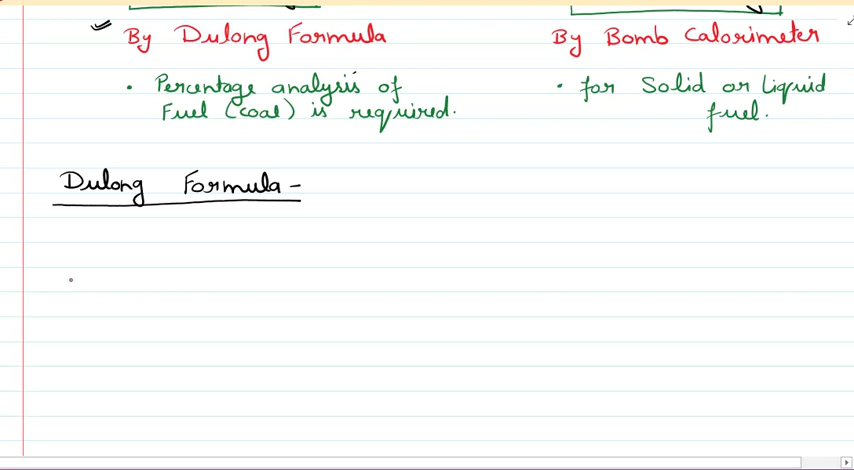 By Dulong Formula
• Percentage analysis of
Fuel (coal) is required.
By Bomb Calorimeter
• for Solid or Liquid
fuel.
Dulong Formula -